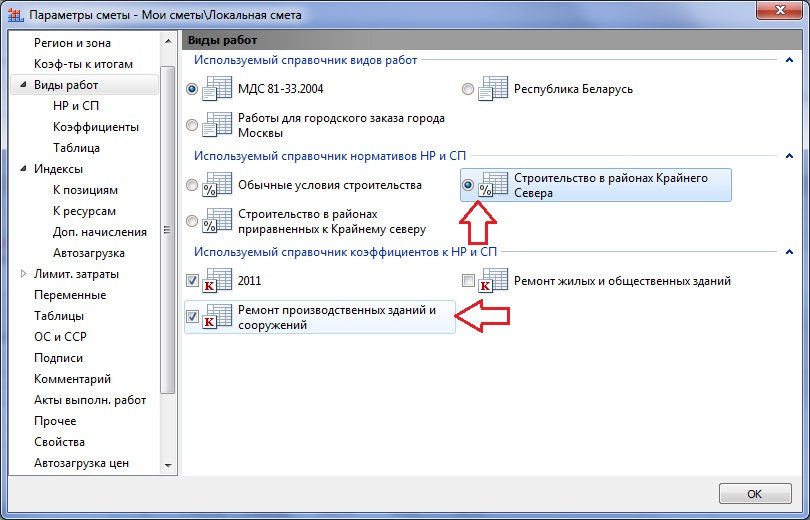 Параметры сметы - Мои сметы\Локальная смета
Регион и зона
Коэф-ты к итогам
Виды работ
НР и СП
Коэффициенты
Таблица
Индексы
К позициям
К ресурсам
Доп. начисления
Автозагрузка
Лимит. затраты
Переменные
Таблицы
ОС и ССР
Подписи
Комментарий
Акты выполн. работ
Прочее
Свойства
Автозагрузка цен
Виды работ
Используемый справочник видов работ
МДС 81-33.2004
Республика Беларусь
Работы для городского заказа города
Москвы
Используемый справочник нормативов НР и СП
% Обычные условия строительства
% Строительство в районах Крайнего
Севера
% Строительство в районах
приравненных к Крайнему северу
Используемый справочник коэффициентов к НР и СП
К 2011
К Ремонт жилых и общественных зданий
К Ремонт производственных зданий и
сооружений
ОК